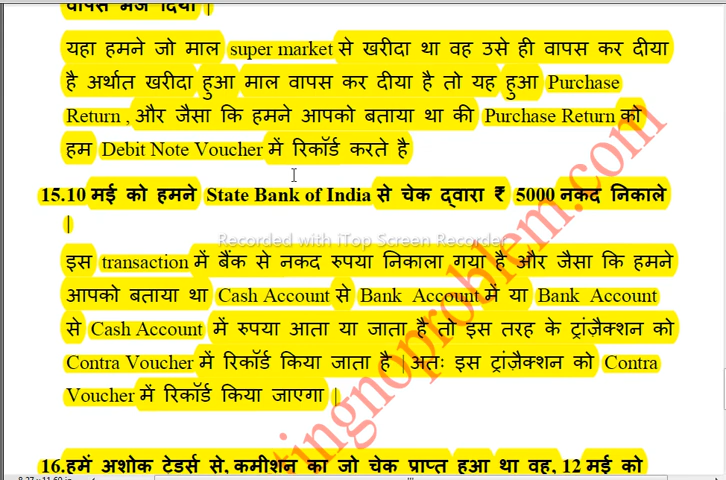 वापस भेज दिया |
यहा हमने जो माल super market से खरीदा था वह उसे ही वापस कर दीया
है अर्थात खरीदा हुआ माल वापस कर दीया है तो यह हुआ Purchase
Return , और जैसा कि हमने आपको बताया था की Purchase Return को
हम Debit Note Voucher में रिकॉर्ड करते है
15.10 मई को हमने State Bank of India से चेक द्वारा ₹ 5000 नकद निकाले
|
Recorded with iTop Screen Recorder
इस transaction में बैंक से नकद रुपया निकाला गया है और जैसा कि हमने
आपको बताया था Cash Account से Bank Account में या Bank Account
से Cash Account में रुपया आता या जाता है तो इस तरह के ट्रांज़ैक्शन को
Contra Voucher में रिकॉर्ड किया जाता है | अतः इस ट्रांज़ैक्शन को Contra
Voucher में रिकॉर्ड किया जाएगा |
tingnoproblem.com
16.हमें अशोक टेडर्स से, कमीशन का जो चेक प्राप्त हुआ था वह, 12 मई को